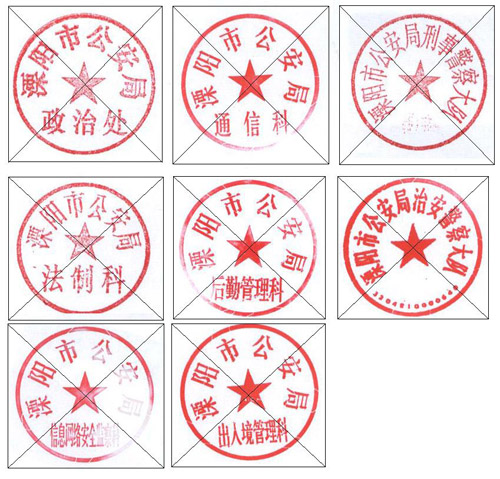 溧阳市公安局
政治处
溧阳市公安局
通信科
溧阳市公安局刑事警察大队
溧阳市公安局
法制科
溧阳市公安局
后勤管理科
溧阳市公安局治安警察大队
溧阳市公安局
信息网络安全监察科
溧阳市公安局
出入境管理科